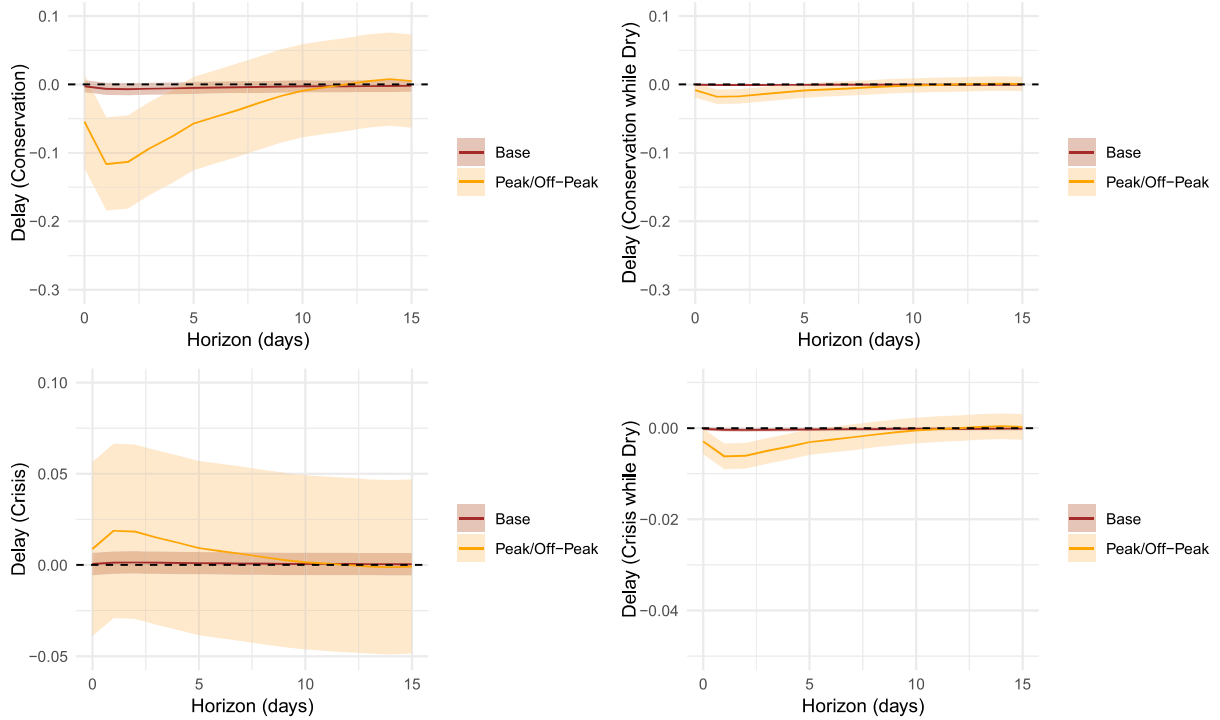 Delay (Conservation)
0.1
0.0
−0.1
−0.2
−0.3
0
5
10
15
Horizon (days)
Base
Peak/Off−Peak
Delay (Conservation while Dry)
0.1
0.0
−0.1
−0.2
−0.3
0
5
10
15
Horizon (days)
Base
Peak/Off−Peak
Delay (Crisis)
0.10
0.05
0.00
−0.05
0
5
10
15
Horizon (days)
Base
Peak/Off−Peak
Delay (Crisis while Dry)
0.00
−0.02
−0.04
0
5
10
15
Horizon (days)
Base
Peak/Off−Peak